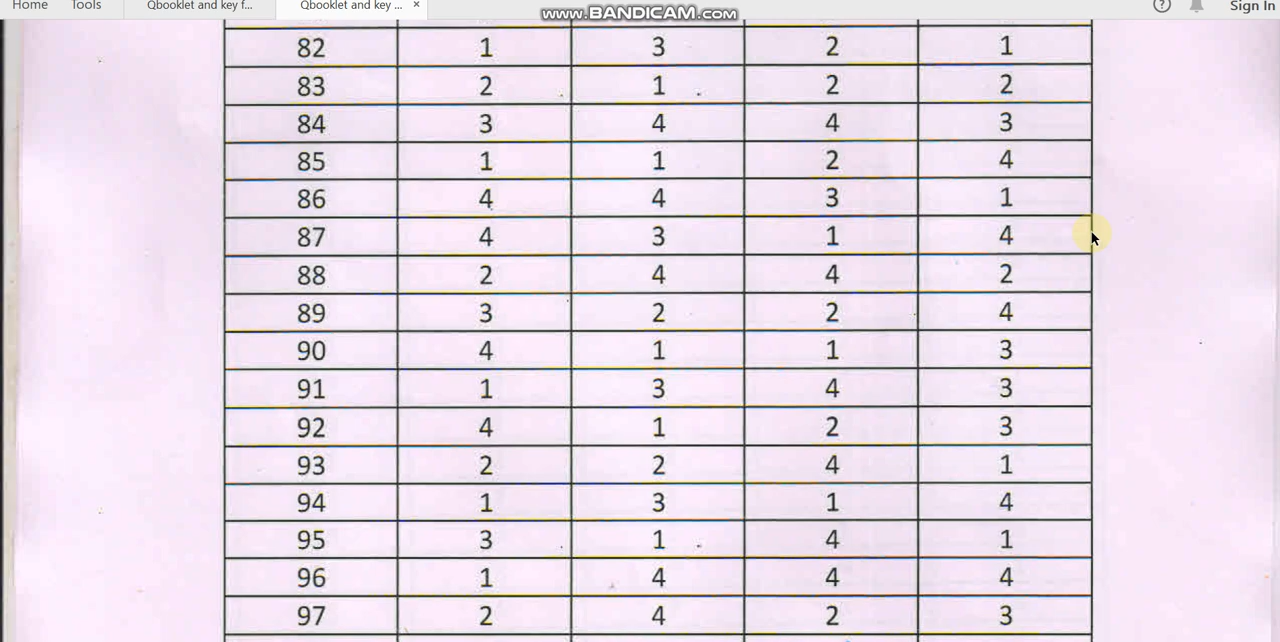 Home Tools Qbooklet and key f... Qbooklet and key ... × www.BANDICAM.com Sign In
82 1 3 2 1
83 2 1 2 2
84 3 4 4 3
85 1 1 2 4
86 4 4 3 1
87 4 3 1 4
88 2 4 4 2
89 3 2 2 4
90 4 1 1 3
91 1 3 4 3
92 4 1 2 3
93 2 2 4 1
94 1 3 1 4
95 3 1 4 1
96 1 4 4 4
97 2 4 2 3